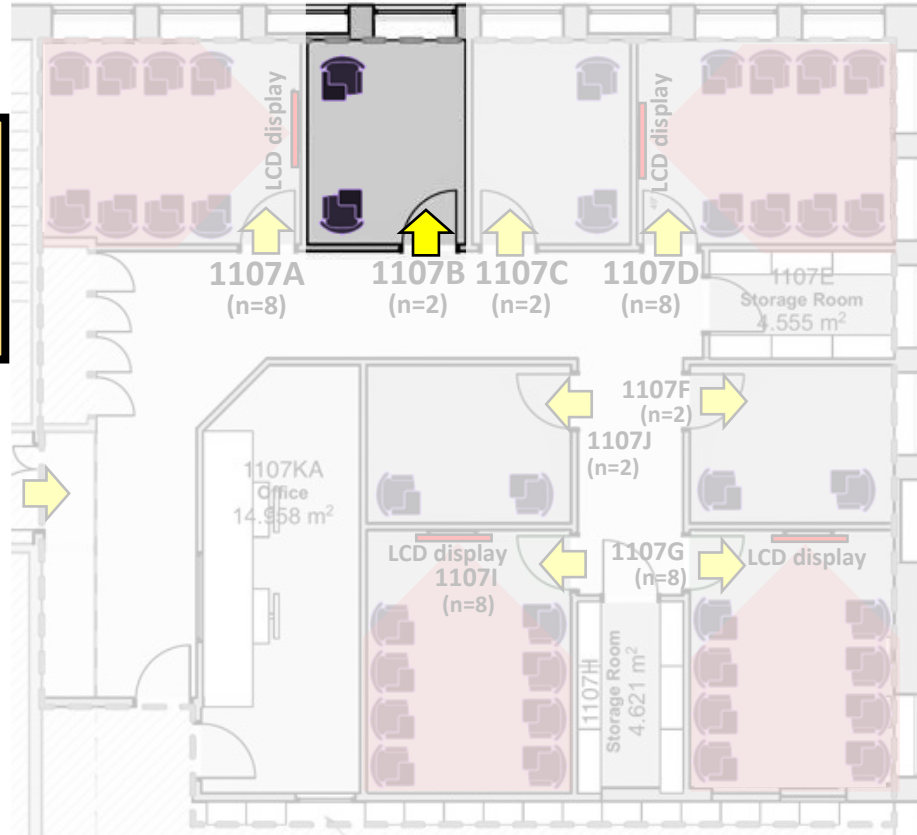 LCD display
LCD display
1107A
(n=8)
1107B
(n=2)
1107C
(n=2)
1107D
(n=8)
1107E
Storage Room
4.555 m²
1107F
(n=2)
1107J
(n=2)
1107KA
Office
14.958 m²
LCD display
1107I
(n=8)
1107G
(n=8)
LCD display
1107H
Storage Room
4.621 m²